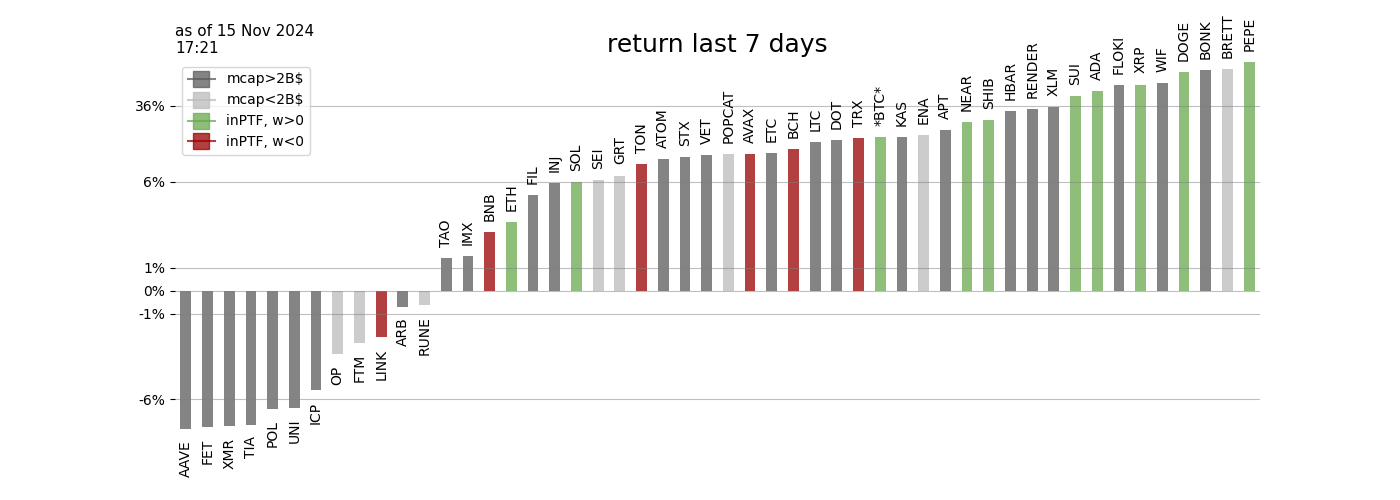 as of 15 Nov 2024
17:21
return last 7 days
mcap>2B$
mcap<2B$
inPTF, w>0
inPTF, w<0
36%
6%
1%
0%
-1%
-6%
AAVE
FET
XMR
TIA
POL
UNI
ICP
OP
FTM
LINK
ARB
RUNE
TAO
IMX
BNB
ETH
FIL
INJ
SOL
SEI
GRT
TON
ATOM
STX
VET
POPCAT
AVAX
ETC
BCH
LTC
DOT
TRX
*BTC*
KAS
ENA
APT
NEAR
SHIB
HBAR
RENDER
XLM
SUI
ADA
FLOKI
XRP
WIF
DOGE
BONK
BRETT
PEPE